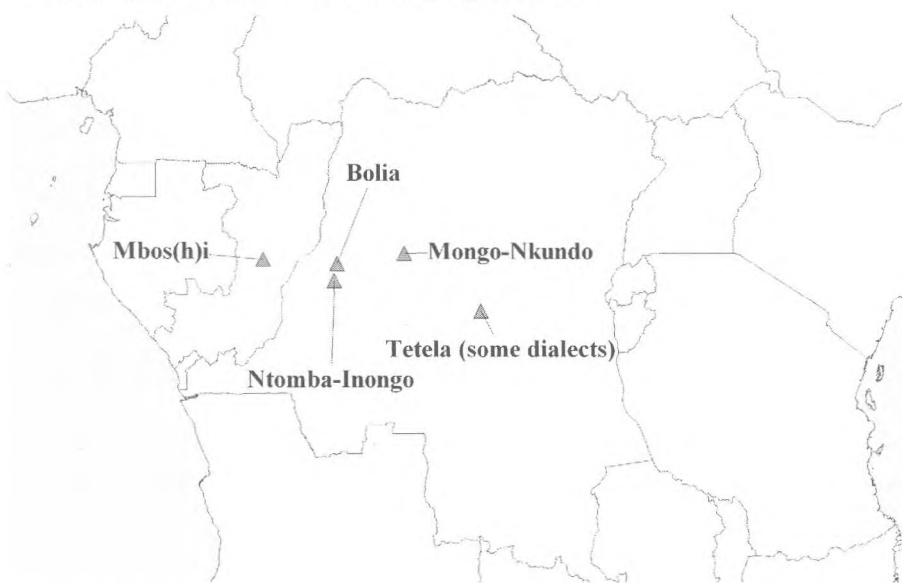 Bolia
Mbos(h)i
Mongo-Nkundo
Tetela (some dialects)
Ntomba-Inongo